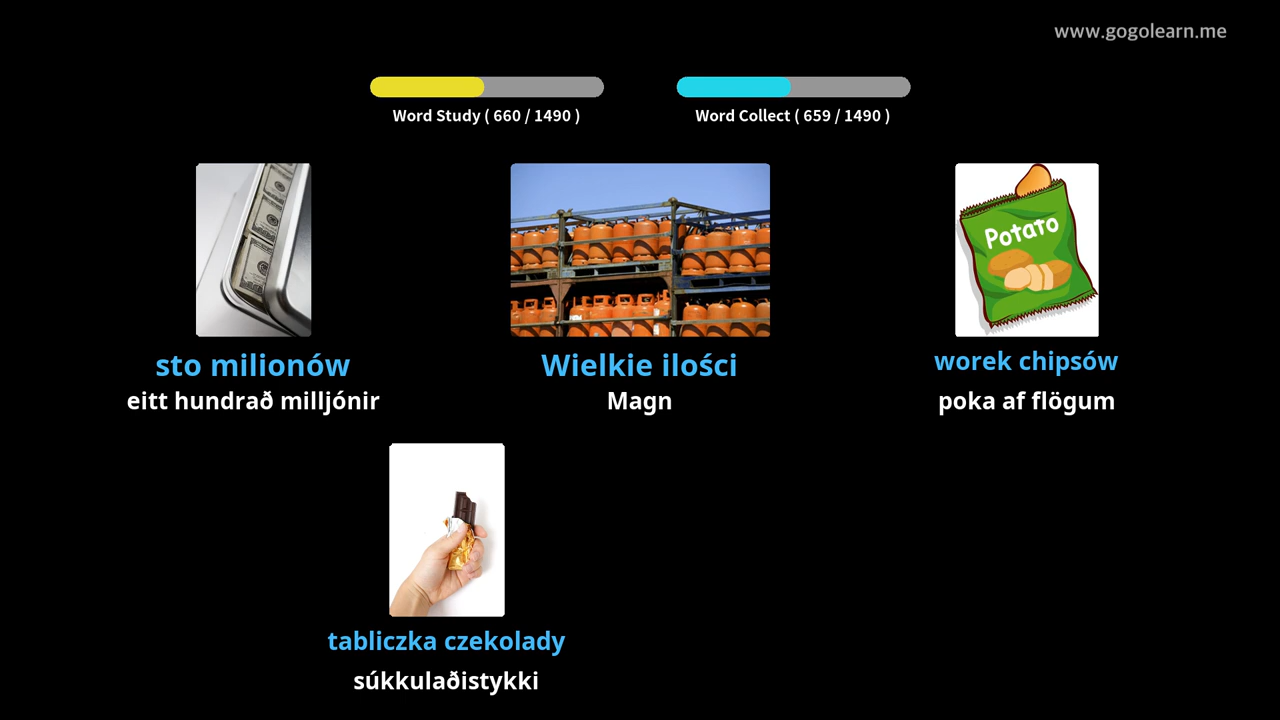 www.gogolearn.me
Word Study ( 660 / 1490 )
Word Collect ( 659 / 1490 )
Potato
sto milionów
eitt hundrað milljónir
Wielkie ilości
Magn
worek chipsów
poka af flögum
tabliczka czekolady
súkkulaðistykki